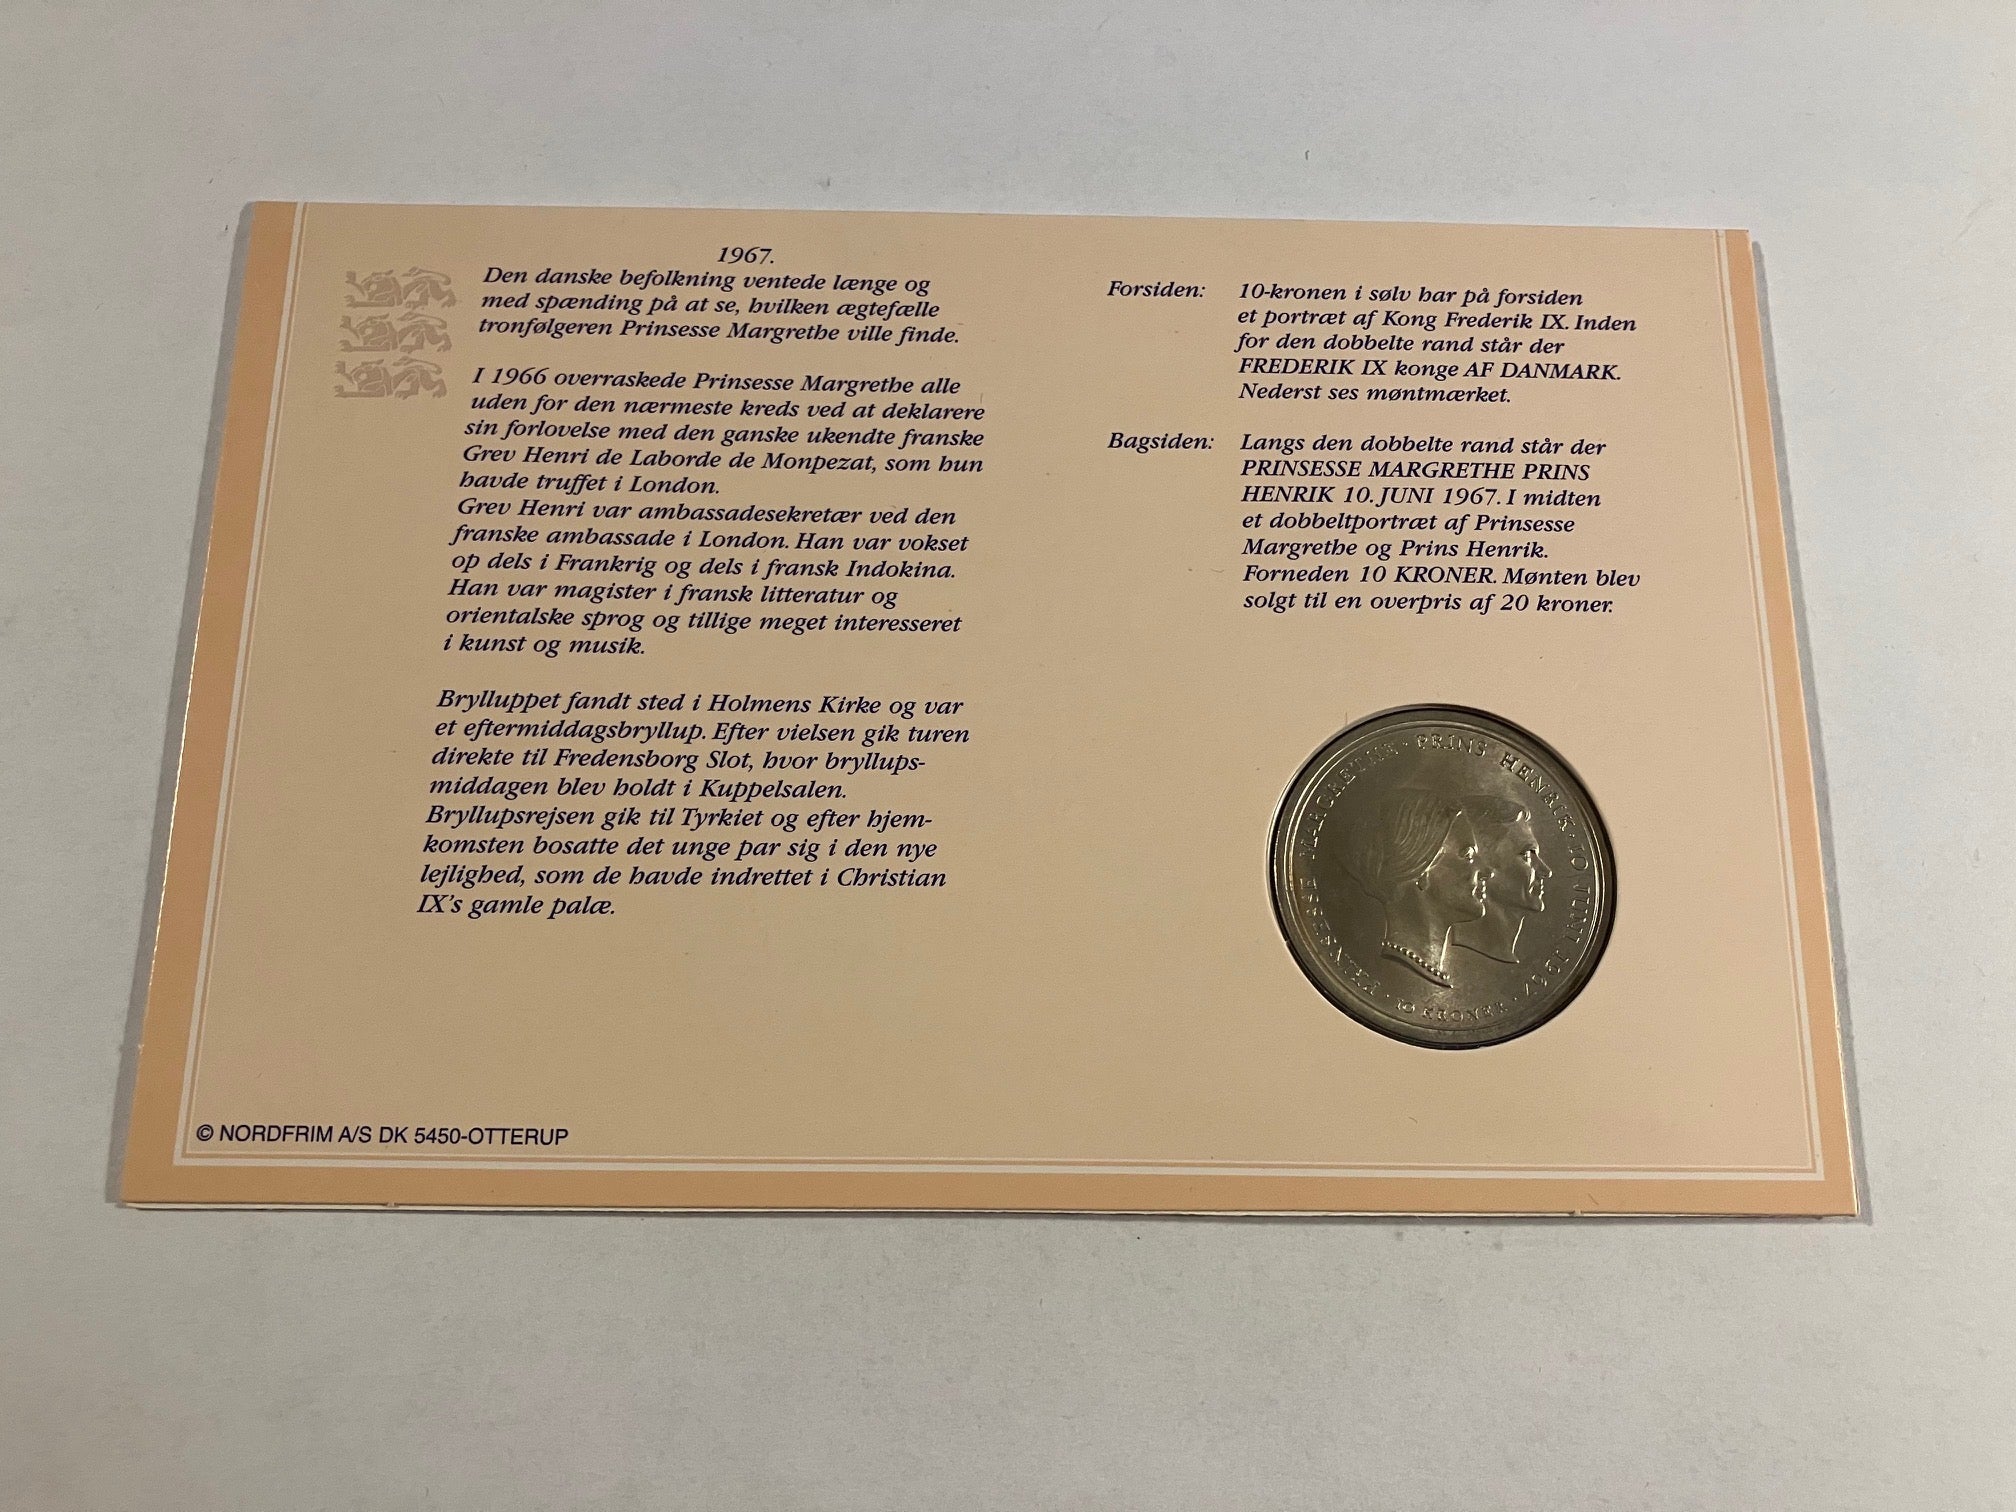 1967.
Den danske befolkning ventede længe og
med spænding på at se, hvilken ægtefælle
tronfølgeren Prinsesse Margrethe ville finde.
I 1966 overraskede Prinsesse Margrethe alle
uden for den nærmeste kreds ved at deklarere
sin forlovelse med den ganske ukendte franske
Grev Henri de Laborde de Monpezat, som hun
havde truffet i London.
Grev Henri var ambassadesekretær ved den
franske ambassade i London. Han var vokset
op dels i Frankrig og dels i fransk Indokina.
Han var magister i fransk litteratur og
orientalske sprog og tillige meget interesseret
i kunst og musik.
Brylluppet fandt sted i Holmens Kirke og var
et eftermiddagsbryllup. Efter vielsen gik turen
direkte til Fredensborg Slot, hvor bryllups-
middagen blev holdt i Kuppelsalen.
Bryllupsrejsen gik til Tyrkiet og efter hjem-
komsten bosatte det unge par sig i den nye
lejlighed, som de havde indrettet i Christian
IX's gamle palæ.
© NORDFRIM A/S DK 5450-OTTERUP
Forsiden: 10-kronen i sølv har på forsiden
et portræt af Kong Frederik IX. Inden
for den dobbelte rand står der
FREDERIK IX konge AF DANMARK.
Nederst ses møntmærket.
Bagsiden: Langs den dobbelte rand står der
PRINSESSE MARGRETHE PRINS
HENRIK 10. JUNI 1967. I midten
et dobbeltportræt af Prinsesse
Margrethe og Prins Henrik.
Forneden 10 KRONER. Mønten blev
solgt til en overpris af 20 kroner.
PRINSESSE MARGRETHE · PRINS HENRIK · 10 JUNI 1967 ·
10 KRONER